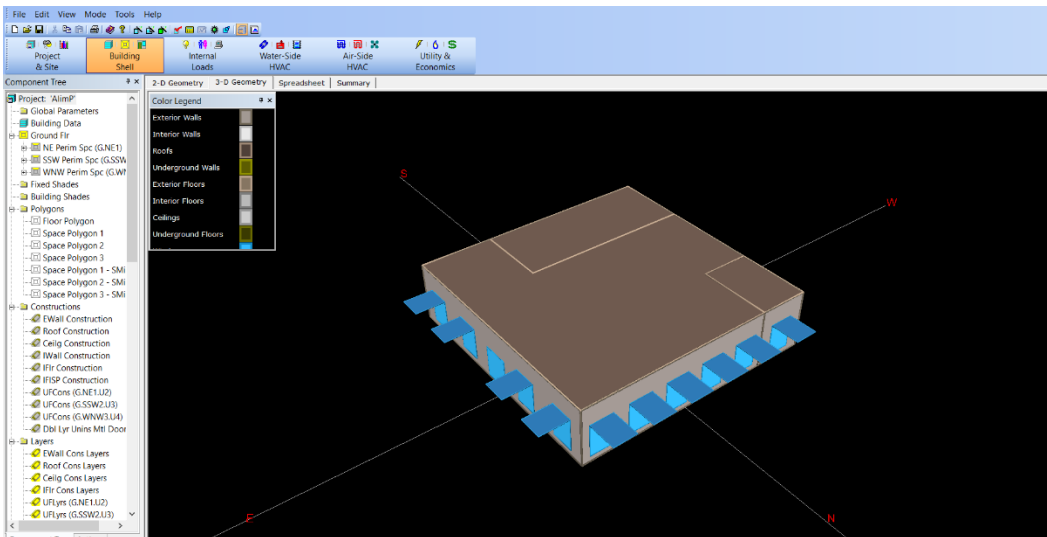 File Edit View Mode Tools Help
Project & Site
Building Shell
Internal Loads
Water-Side HVAC
Air-Side HVAC
Utility & Economics
Component Tree
Project: 'AlimP'
Global Parameters
Building Data
Ground Flr
NE Perim Spc (G.NE1)
SSW Perim Spc (G.SSW
WNW Perim Spc (G.WN
Fixed Shades
Building Shades
Polygons
Floor Polygon
Space Polygon 1
Space Polygon 2
Space Polygon 3
Space Polygon 1 - SMi
Space Polygon 2 - SMi
Space Polygon 3 - SMi
Constructions
EWall Construction
Roof Construction
Ceilg Construction
IWall Construction
IFlr Construction
IFISP Construction
UFCons (G.NE1.U2)
UFCons (G.SSW2.U3)
UFCons (G.WNW3.U4)
Dbl Lyr Unins Mtl Door
Layers
EWall Cons Layers
Roof Cons Layers
Ceilg Cons Layers
IFlr Cons Layers
UFLyrs (G.NE1.U2)
UFLyrs (G.SSW2.U3)
2-D Geometry 3-D Geometry Spreadsheet Summary
Color Legend
Exterior Walls
Interior Walls
Roofs
Underground Walls
Exterior Floors
Interior Floors
Ceilings
Underground Floors
S
W
E
N